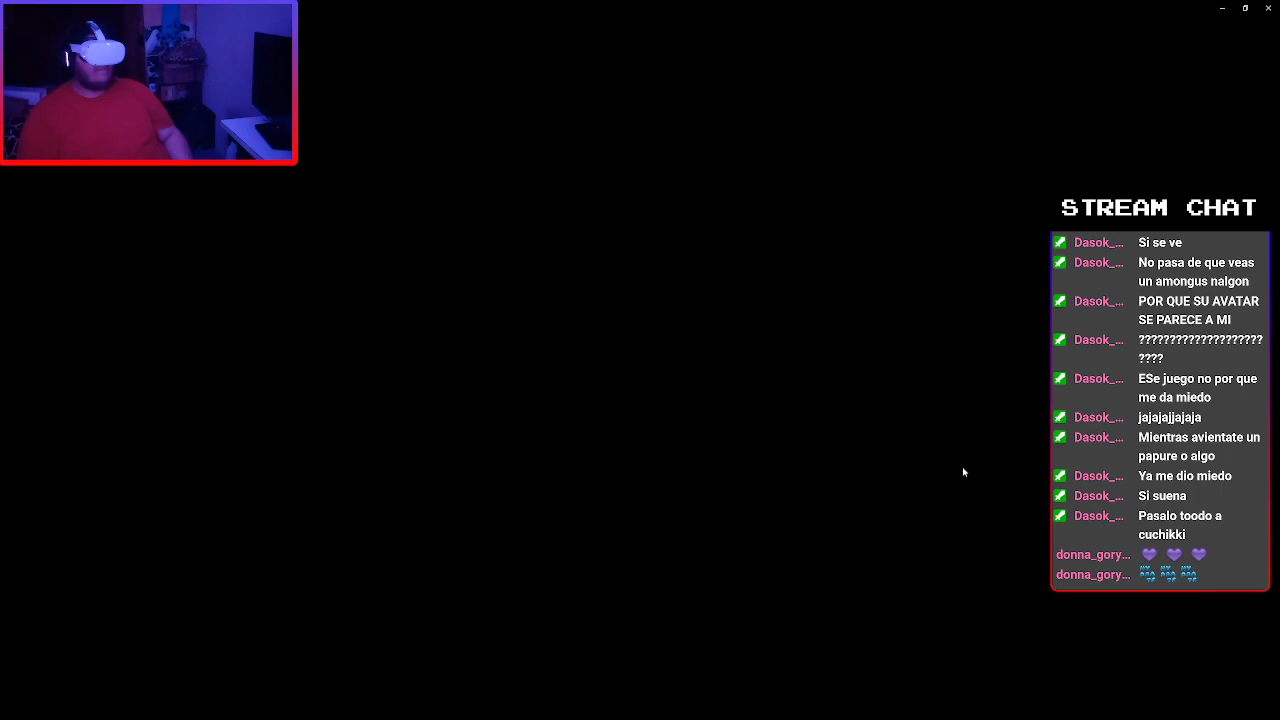 STREAM CHAT
Dasok_... Si se ve
Dasok_... No pasa de que veas
un amongus nalgon
Dasok_... POR QUE SU AVATAR
SE PARECE A MI
Dasok_... ????????????????????
????
Dasok_... ESe juego no por que
me da miedo
Dasok_... jajajajjajaja
Dasok_... Mientras avientate un
papure o algo
Dasok_... Ya me dio miedo
Dasok_... Si suena
Dasok_... Pasalo toodo a
cuchikki
donna_gory...
donna_gory...